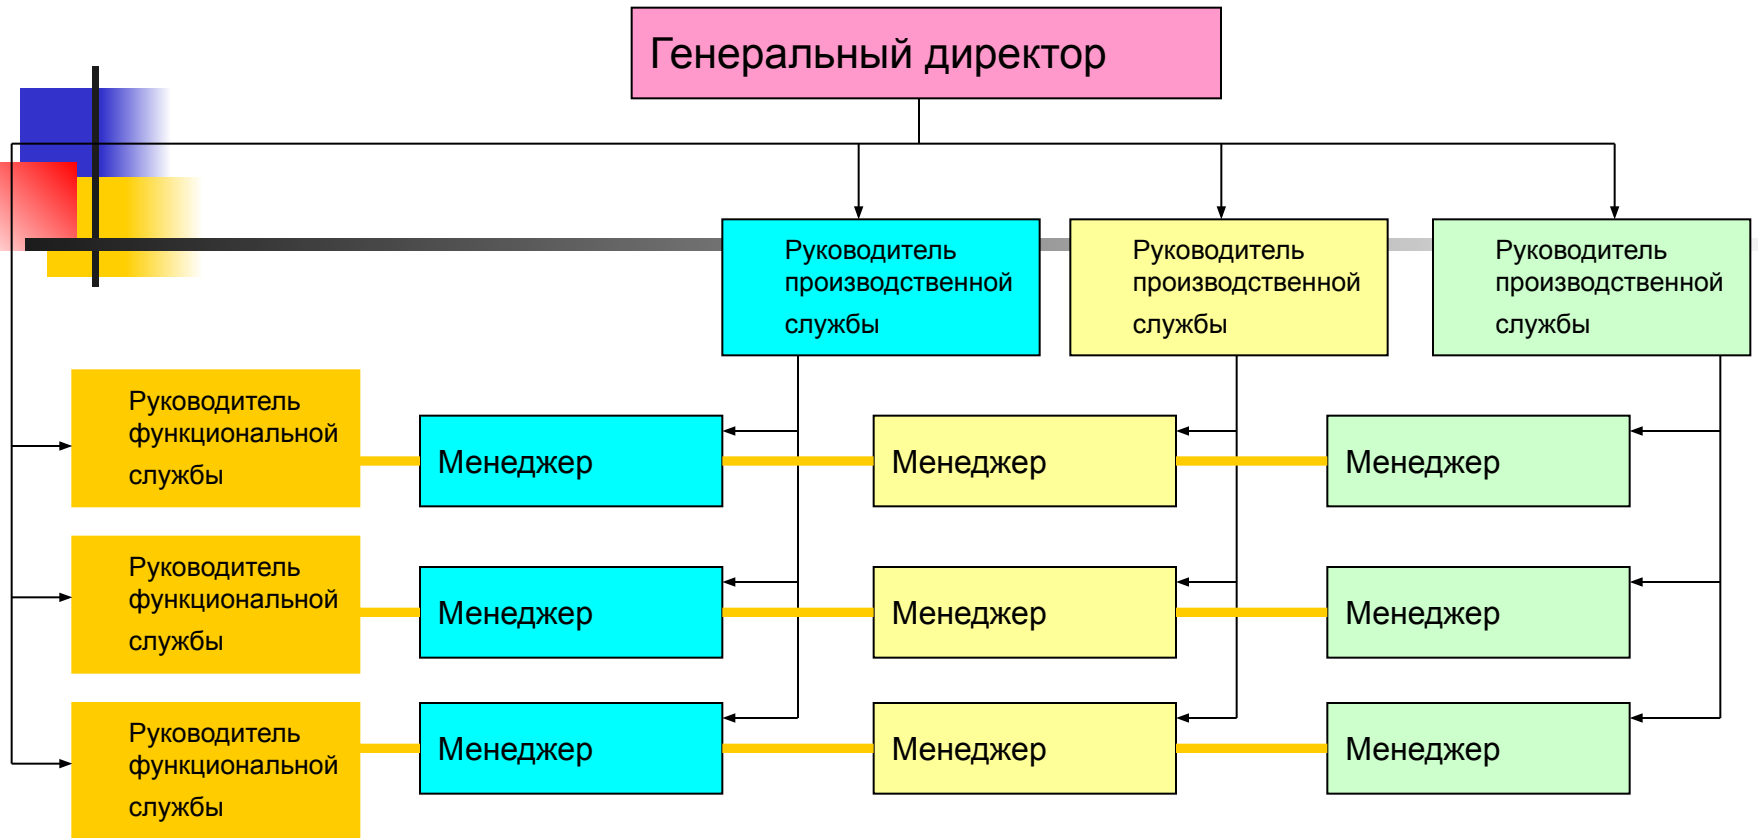 Генеральный директор
Руководитель
производственной
службы
Руководитель
производственной
службы
Руководитель
производственной
службы
Руководитель
функциональной
службы
Менеджер
Менеджер
Менеджер
Руководитель
функциональной
службы
Менеджер
Менеджер
Менеджер
Руководитель
функциональной
службы
Менеджер
Менеджер
Менеджер